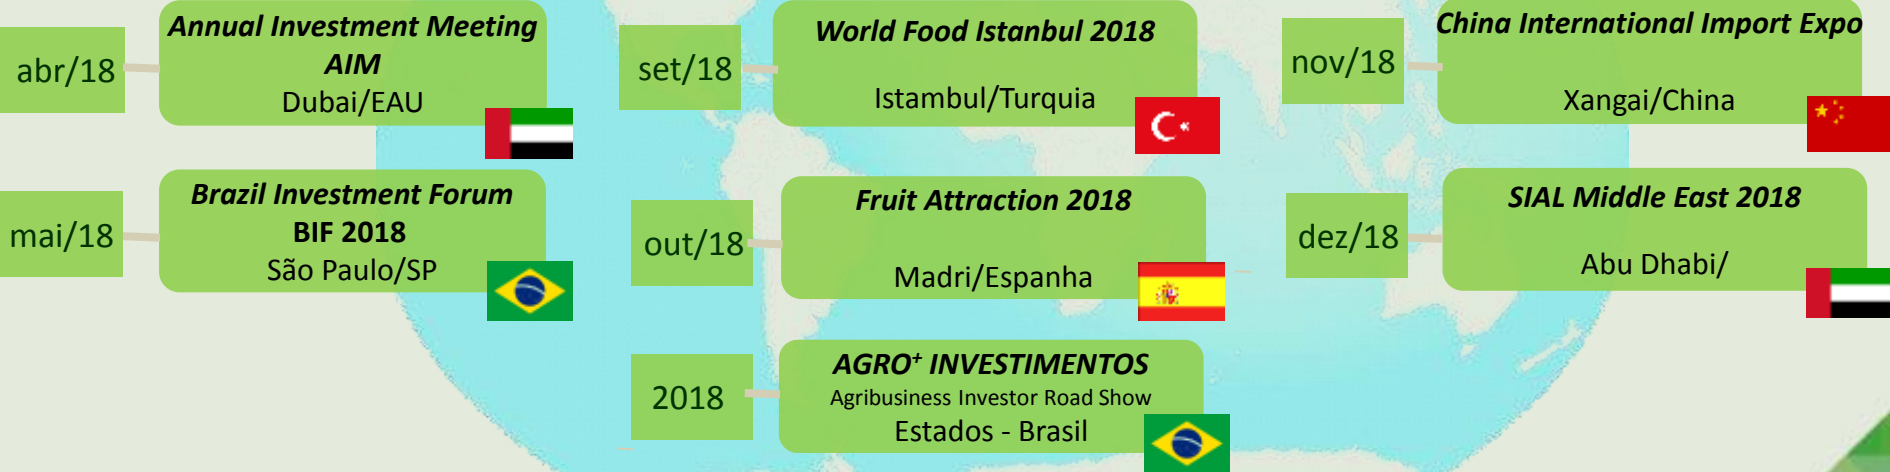 abr/18
Annual Investment Meeting
AIM
Dubai/EAU
mai/18
Brazil Investment Forum
BIF 2018
São Paulo/SP
set/18
World Food Istanbul 2018
Istambul/Turquia
out/18
Fruit Attraction 2018
Madri/Espanha
2018
AGRO⁺ INVESTIMENTOS
Agribusiness Investor Road Show
Estados - Brasil
nov/18
China International Import Expo
Xangai/China
dez/18
SIAL Middle East 2018
Abu Dhabi/